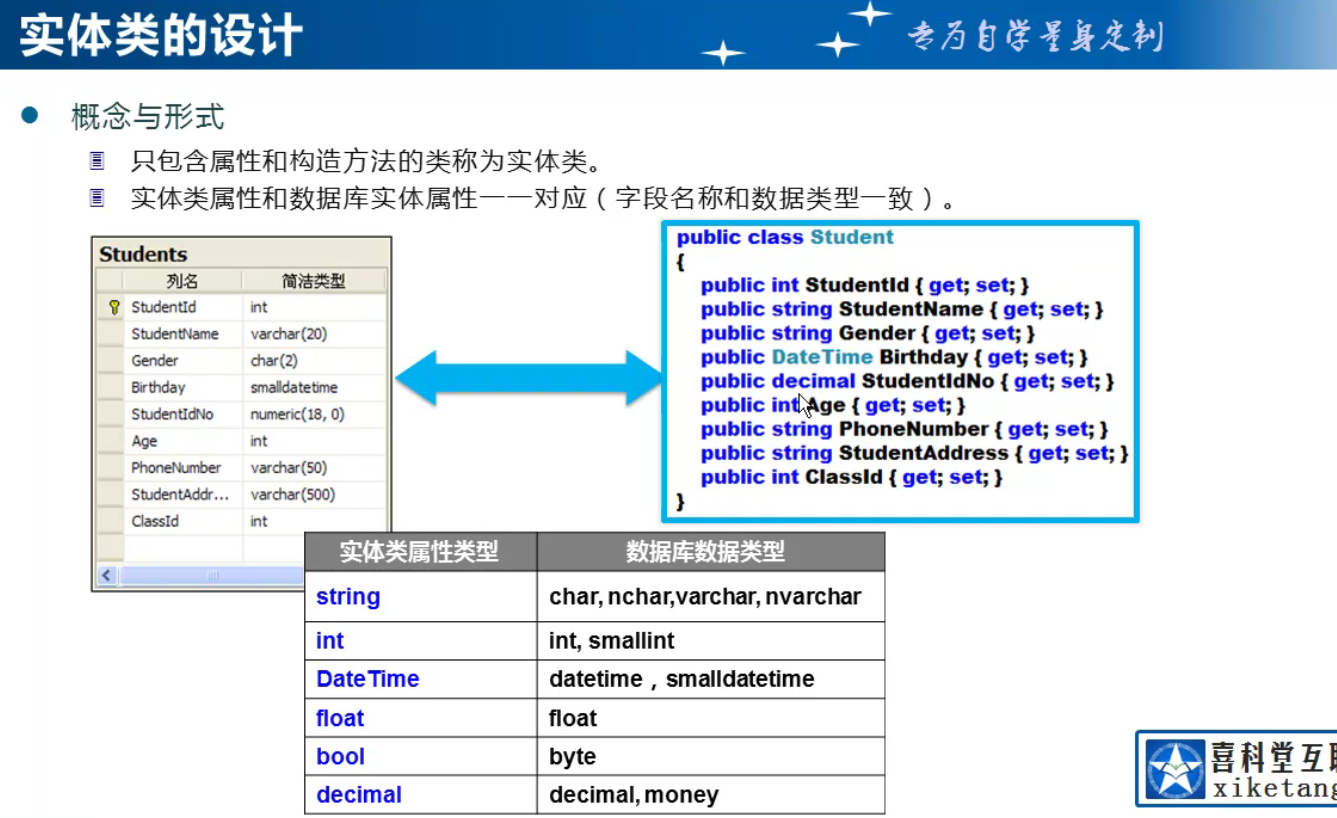 实体类的设计
专为自学量身定制
概念与形式
只包含属性和构造方法的类称为实体类。
实体类属性和数据库实体属性一一对应（字段名称和数据类型一致）。
Students
列名 简洁类型
StudentId int
StudentName varchar(20)
Gender char(2)
Birthday smalldatetime
StudentIdNo numeric(18, 0)
Age int
PhoneNumber varchar(50)
StudentAddr... varchar(500)
ClassId int
public class Student
{
public int StudentId { get; set; }
public string StudentName { get; set; }
public string Gender { get; set; }
public DateTime Birthday { get; set; }
public decimal StudentIdNo { get; set; }
public int Age { get; set; }
public string PhoneNumber { get; set; }
public string StudentAddress { get; set; }
public int ClassId { get; set; }
}
实体类属性类型 数据库数据类型
string char, nchar,varchar, nvarchar
int int, smallint
DateTime datetime，smalldatetime
float float
bool byte
decimal decimal, money
喜科堂互联
xiketang